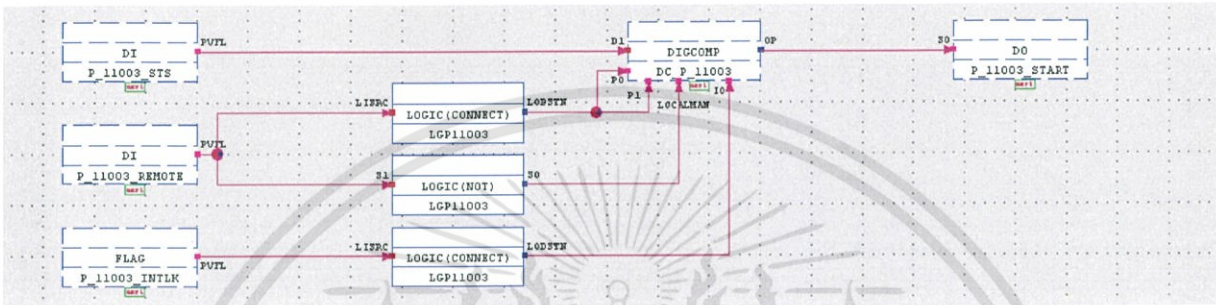 DI
PVFL
P_11003_STS
D1
DIGCOMP
OP
P0
DC_P_11003
P1
LOCALMAN
I0
S0
DO
P_11003_START
DI
PVFL
P_11003_REMOTE
LISRC
LOGIC(CONNECT)
LODSTN
LGP11003
S1
LOGIC(NOT)
S0
LGP11003
FLAG
PVFL
P_11003_INTLK
LISRC
LOGIC(CONNECT)
LODSTN
LGP11003